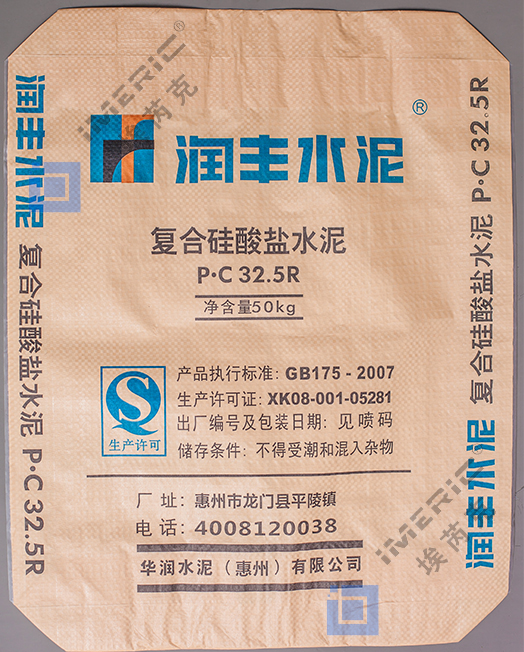 润丰水泥®
复合硅酸盐水泥
P·C 32.5R
净含量50kg
产品执行标准: GB175-2007
生产许可证: XK08-001-05281
出厂编号及包装日期: 见喷码
储存条件: 不得受潮和混入杂物
生产许可
厂 址: 惠州市龙门县平陵镇
电话: 4008120038
华润水泥(惠州)有限公司
润丰水泥 复合硅酸盐水泥 P·C 32.5R
润丰水泥 复合硅酸盐水泥 P·C 32.5R
iMERiC®
埃芮克
iMERiC
埃芮克